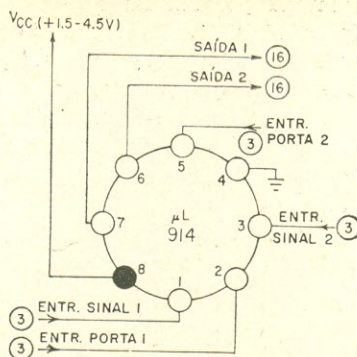 VCC (+1.5-4.5V)
SAÍDA 1 16
SAÍDA 2 16
ENTR.
3 PORTA 2
5
6
4
7
µL
914
3
ENTR.
SINAL 2
3
8
1
2
3 ENTR. SINAL 1
3 ENTR. PORTA 1